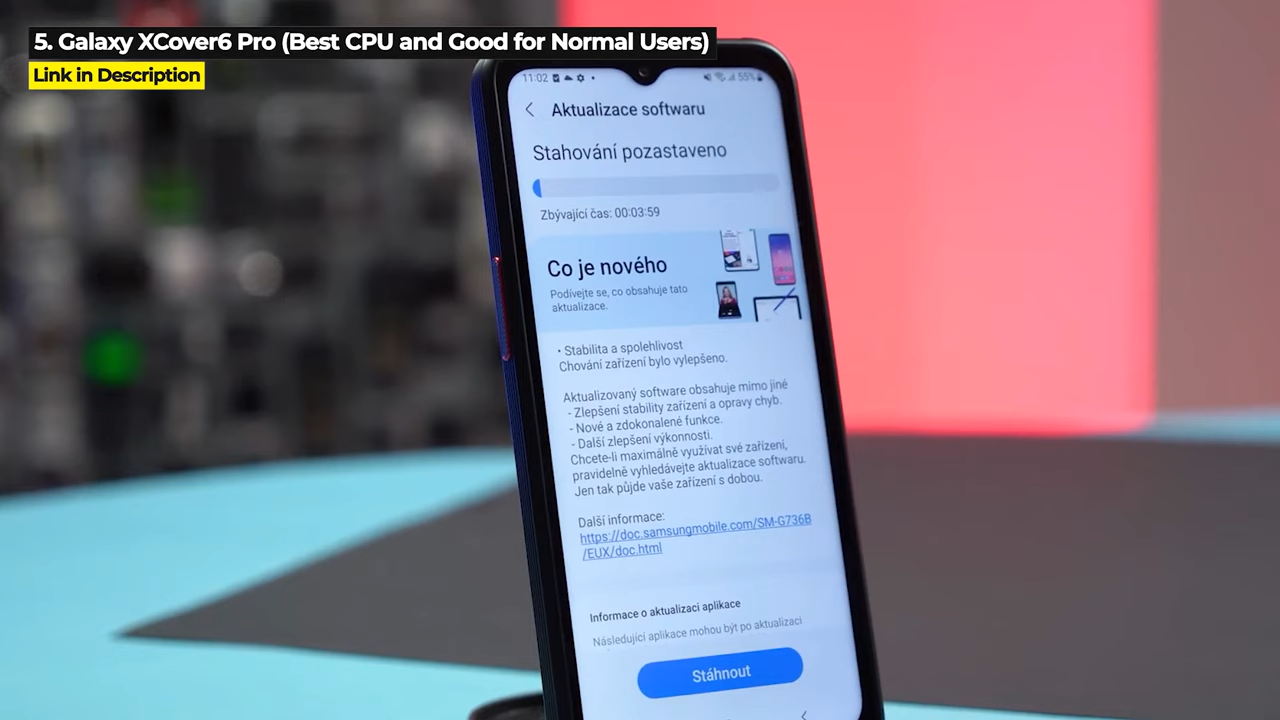 5. Galaxy XCover6 Pro (Best CPU and Good for Normal Users)
Link in Description
11:02
55%
Aktualizace softwaru
Stahování pozastaveno
Zbývající čas: 00:03:59
Co je nového
Podívejte se, co obsahuje tato
aktualizace.
• Stabilita a spolehlivost
Chování zařízení bylo vylepšeno.
Aktualizovaný software obsahuje mimo jiné
- Zlepšení stability zařízení a opravy chyb.
- Nové a zdokonalené funkce.
- Další zlepšení výkonnosti.
Chcete-li maximálně využívat své zařízení,
pravidelně vyhledávejte aktualizace softwaru.
Jen tak půjde vaše zařízení s dobou.
Další informace:
https://doc.samsungmobile.com/SM-G736B
/EUX/doc.html
Informace o aktualizaci aplikace
Následující aplikace mohou být po aktualizaci
Stáhnout